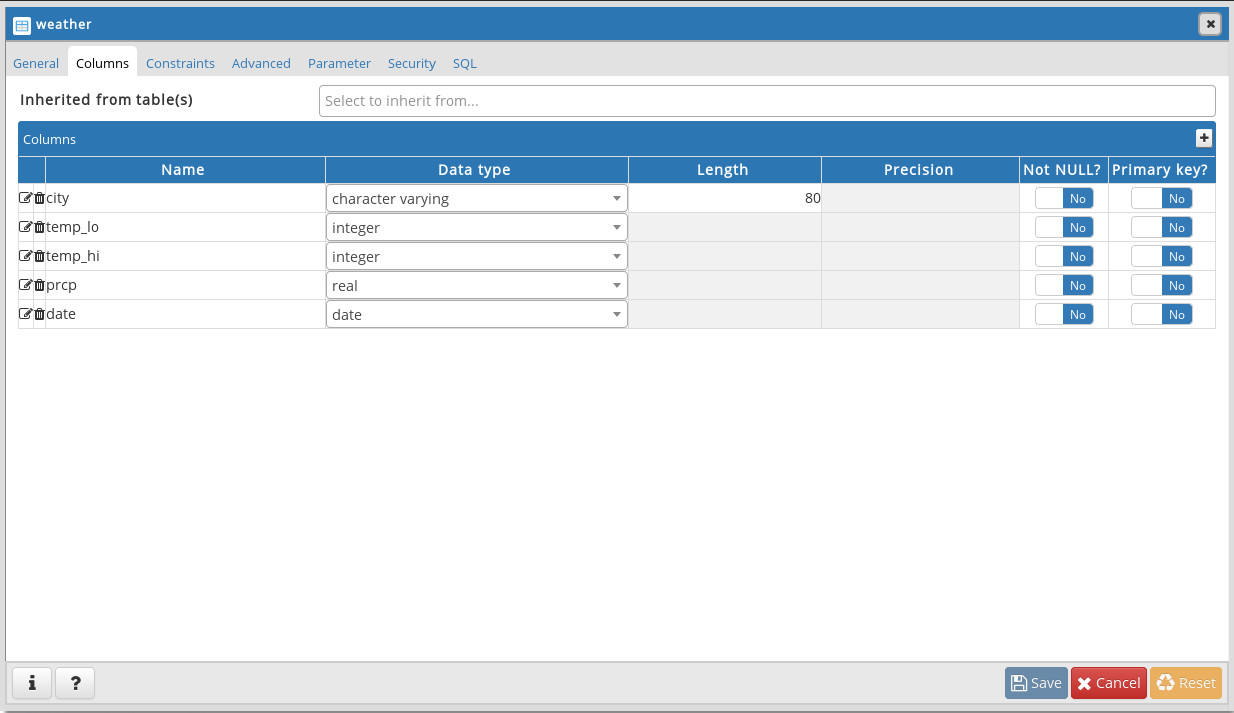 weather
General Columns Constraints Advanced Parameter Security SQL
Inherited from table(s) Select to inherit from...
Columns
Name Data type Length Precision Not NULL? Primary key?
city character varying 80 No No
temp_lo integer No No
temp_hi integer No No
prcp real No No
date date No No
i ? Save Cancel Reset